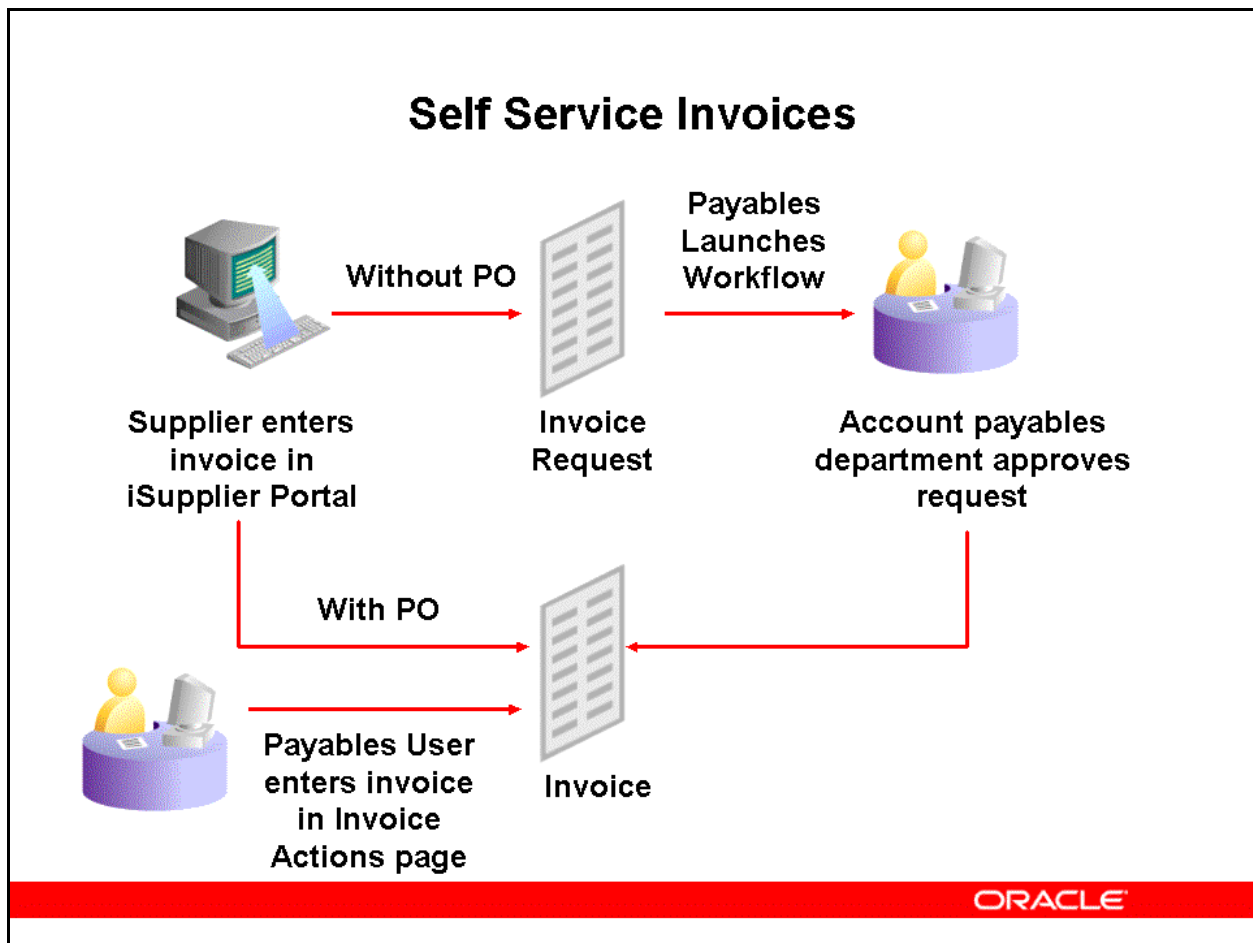 Self Service Invoices
Without PO
Payables
Launches
Workflow
Supplier enters
invoice in
iSupplier Portal
Invoice
Request
Account payables
department approves
request
With PO
Payables User
enters invoice
in Invoice
Actions page
Invoice
ORACLE